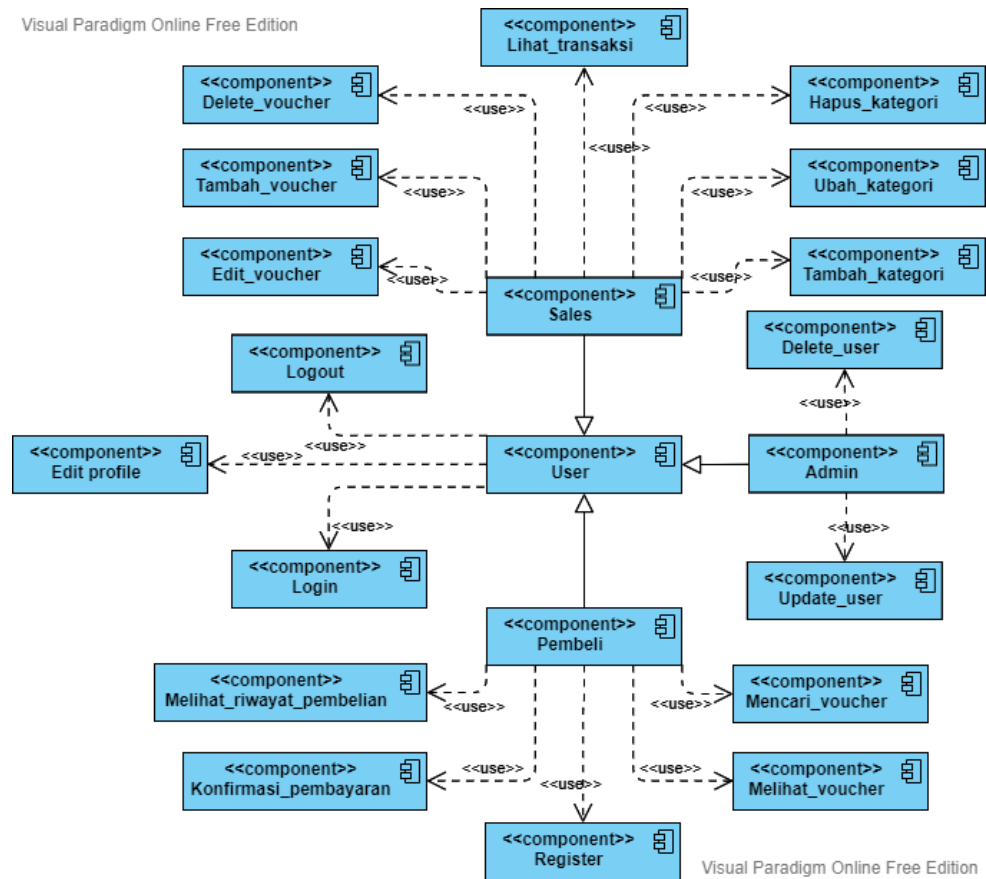 Visual Paradigm Online Free Edition
<<component>>
Lihat_transaksi
<<component>>
Delete_voucher
<<use>>
<<component>>
Hapus_kategori
<<use>>
<<use>>
<<component>>
Tambah_voucher
<<use>>
<<component>>
Ubah_kategori
<<use>>
<<component>>
Edit_voucher
<<use>>
<<component>>
Tambah_kategori
<<use>>
<<component>>
Sales
<<component>>
Logout
<<component>>
Delete_user
<<use>>
<<use>>
<<component>>
Edit profile
<<use>>
<<component>>
User
<<component>>
Admin
<<use>>
<<use>>
<<component>>
Login
<<component>>
Update_user
<<component>>
Pembeli
<<component>>
Melihat_riwayat_pembelian
<<use>>
<<use>>
<<component>>
Mencari_voucher
<<component>>
Konfirmasi_pembayaran
<<use>>
<<use>>
<<use>>
<<component>>
Melihat_voucher
<<component>>
Register
Visual Paradigm Online Free Edition